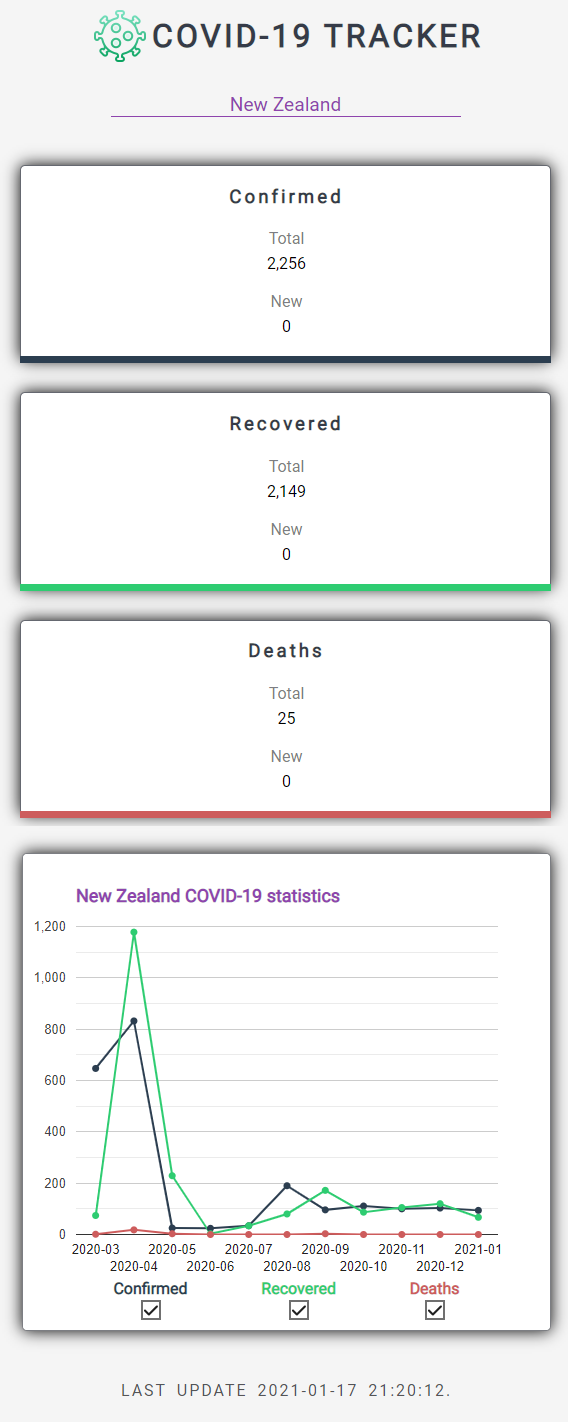 COVID-19 TRACKER
New Zealand
Confirmed
Total
2,256
New
0
Recovered
Total
2,149
New
0
Deaths
Total
25
New
0
New Zealand COVID-19 statistics
1,200
1,000
800
600
400
200
0
2020-03 2020-05 2020-07 2020-09 2020-11 2021-01
2020-04 2020-06 2020-08 2020-10 2020-12
Confirmed Recovered Deaths
LAST UPDATE 2021-01-17 21:20:12.